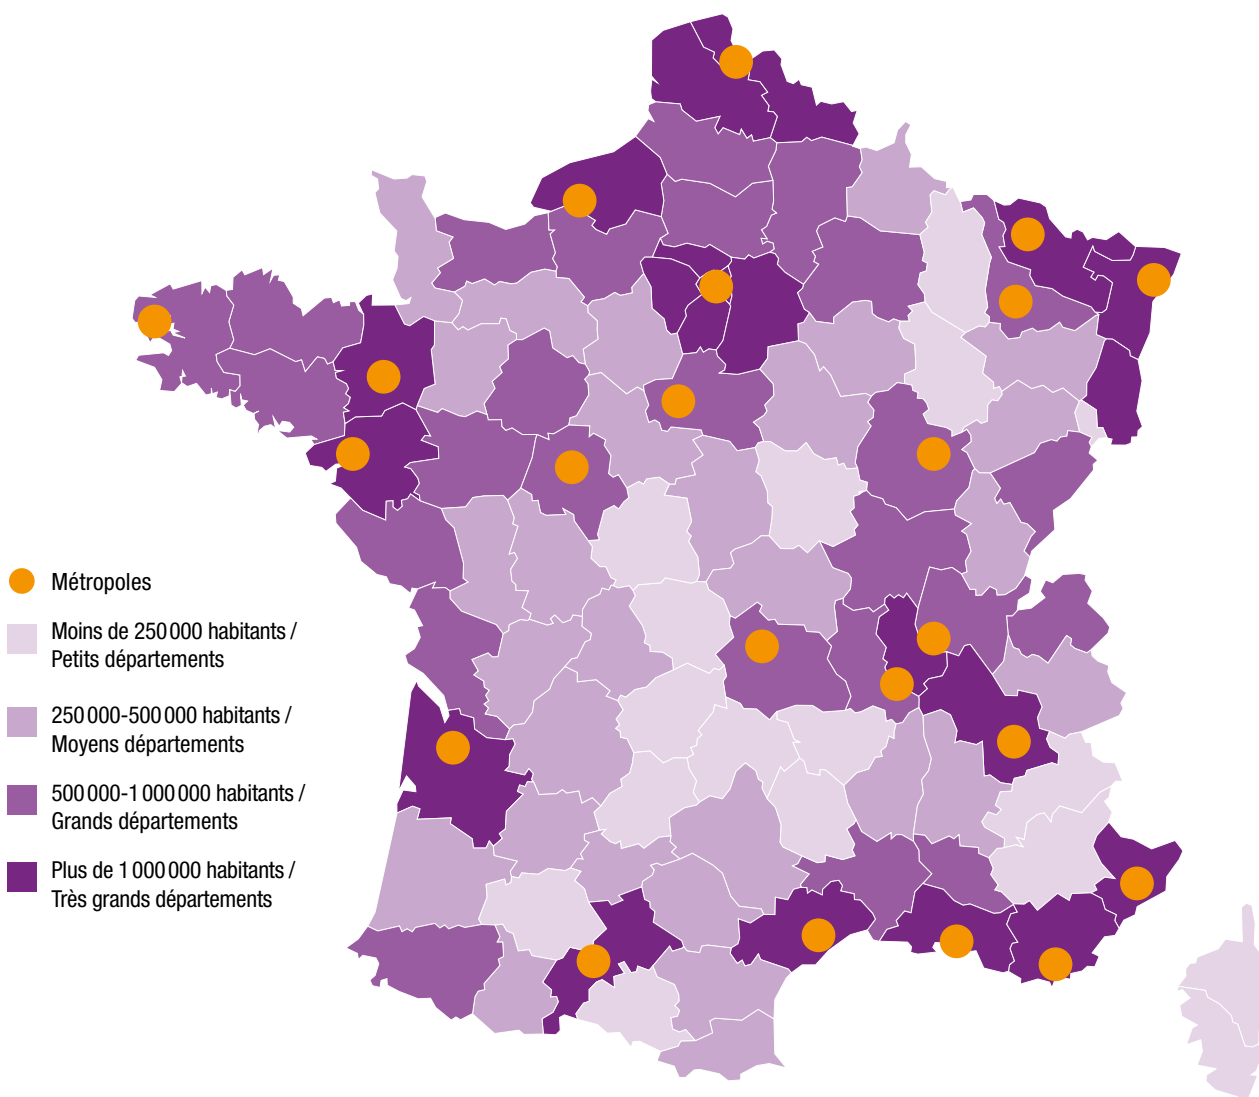 Métropoles
Moins de 250 000 habitants /
Petits départements
250 000-500 000 habitants /
Moyens départements
500 000-1 000 000 habitants /
Grands départements
Plus de 1 000 000 habitants /
Très grands départements